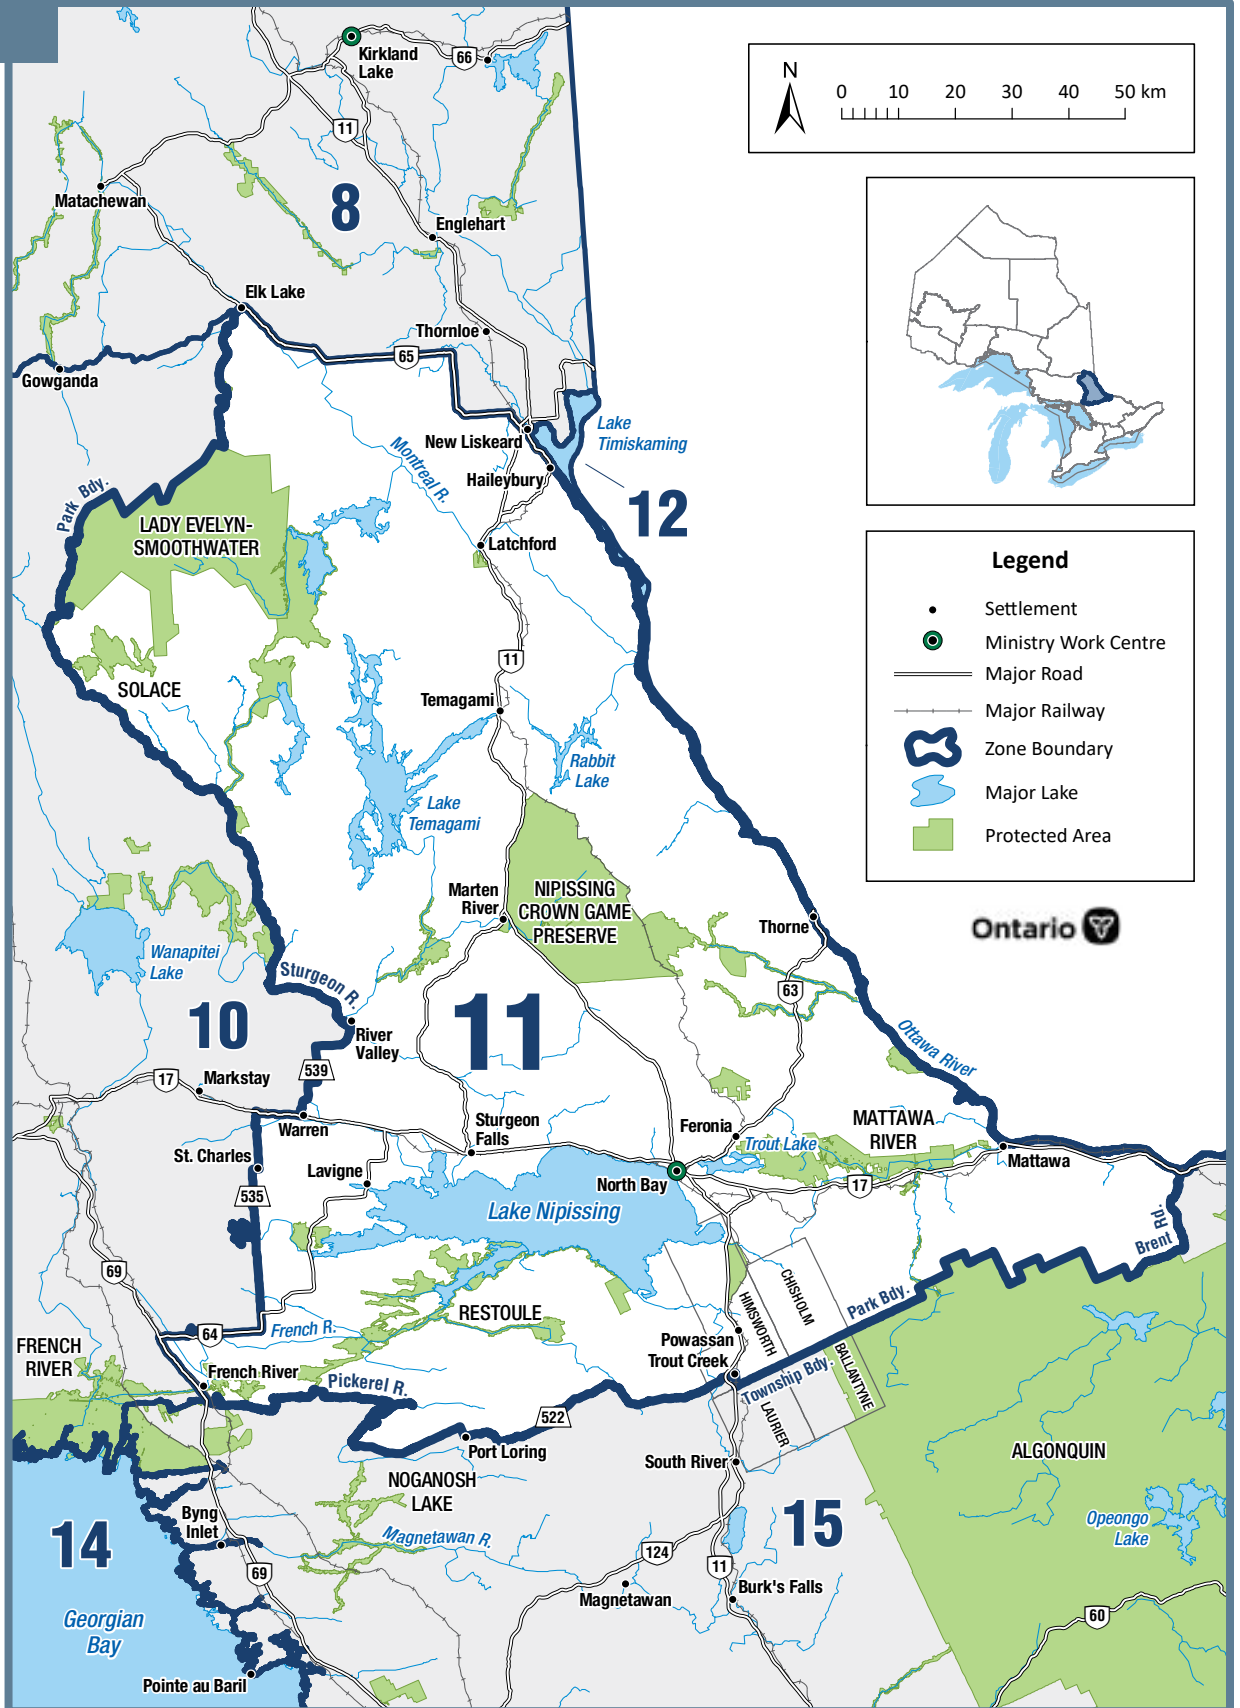 Kirkland
Lake
66
11
N
0 10 20 30 40 50 km
8
Matachewan
Englehart
Elk Lake
Thornloe
65
Gowganda
Lake
Timiskaming
New Liskeard
Montreal R.
Haileybury
12
Park Bdy.
LADY EVELYN-
SMOOTHWATER
Latchford
Legend
Settlement
Ministry Work Centre
Major Road
Major Railway
Zone Boundary
Major Lake
Protected Area
11
SOLACE
Temagami
Rabbit
Lake
Lake
Temagami
Marten
River
NIPISSING
CROWN GAME
PRESERVE
Thorne
Ontario
Wanapitei
Lake
Sturgeon R.
63
10
11
River
Valley
Ottawa River
539
17
Markstay
Warren
Sturgeon
Falls
Feronia
MATTAWA
RIVER
Trout Lake
St. Charles
Lavigne
Mattawa
535
North Bay
17
Lake Nipissing
Brent Rd.
69
CHISHOLM
HIMSWORTH
Park Bdy.
RESTOULE
64
French R.
FRENCH
RIVER
Powassan
Trout Creek
BALLANTYNE
French River
Pickerel R.
Township Bdy.
LAURIER
522
Port Loring
ALGONQUIN
South River
NOGANOSH
LAKE
Byng
Inlet
14
15
Opeongo
Lake
Magnetawan R.
124
69
11
Magnetawan
Burk's Falls
60
Georgian
Bay
Pointe au Baril